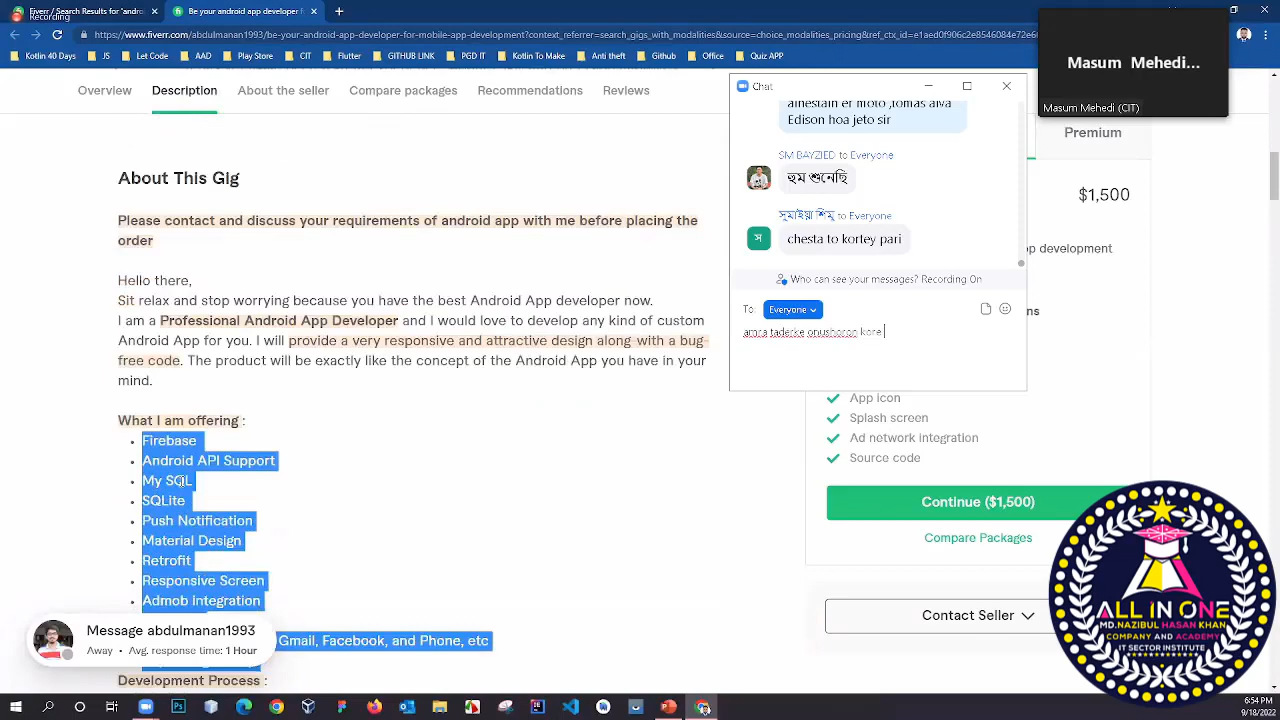 Fiverr / Search Results for 'androi
Be your android app developer f
https://www.fiverr.com/abdulmanan1993/be-your-android-app-developer-mobile-app-development?context_referrer=search_gigs_with_modalities&source=choice_modalities_pricing&ref_ctx_id=
Kotlin 40 Days
JS
Let Code
AAD
Play Store
CIT
Flutter
GITHUB LINK
PGD IT
Kotlin To Make
Anti theft
Github
Office
Quiz APP
Masum Mehedi...
Masum Mehedi (CIT)
Overview
Description
About the seller
Compare packages
Recommendations
Reviews
Premium
Chat
Edison hoa jeto sir
SM BAYZIED to Everyone
হুম শুনেছি
to Everyone
স
chesta to kortey pari
Who can see your messages? Recording On
To
Everyone
amra taderke onushoron kore
$1,500
pp development
ns
About This Gig
Please contact and discuss your requirements of android app with me before placing the
order
Hello there,
Sit relax and stop worrying because you have the best Android App developer now.
I am a Professional Android App Developer and I would love to develop any kind of custom
Android App for you. I will provide a very responsive and attractive design along with a bug-
free code. The product will be exactly like the concept of the Android App you have in your
mind.
What I am offering :
Firebase
Android API Support
My SQL
SQLite
Push Notification
Material Design
Retrofit
Responsive Screen
Admob integration
Gmail, Facebook, and Phone, etc
Development Process :
App icon
Splash screen
Ad network integration
Source code
Continue ($1,500)
Compare Packages
Contact Seller
Message abdulmanan1993
Away • Avg. response time: 1 Hour
ALL IN ONE
MD.NAZIBUL HASAN KHAN
COMPANY AND ACADEMY
IT SECTOR INSTITUTE
6:54 PM
9/18/2022